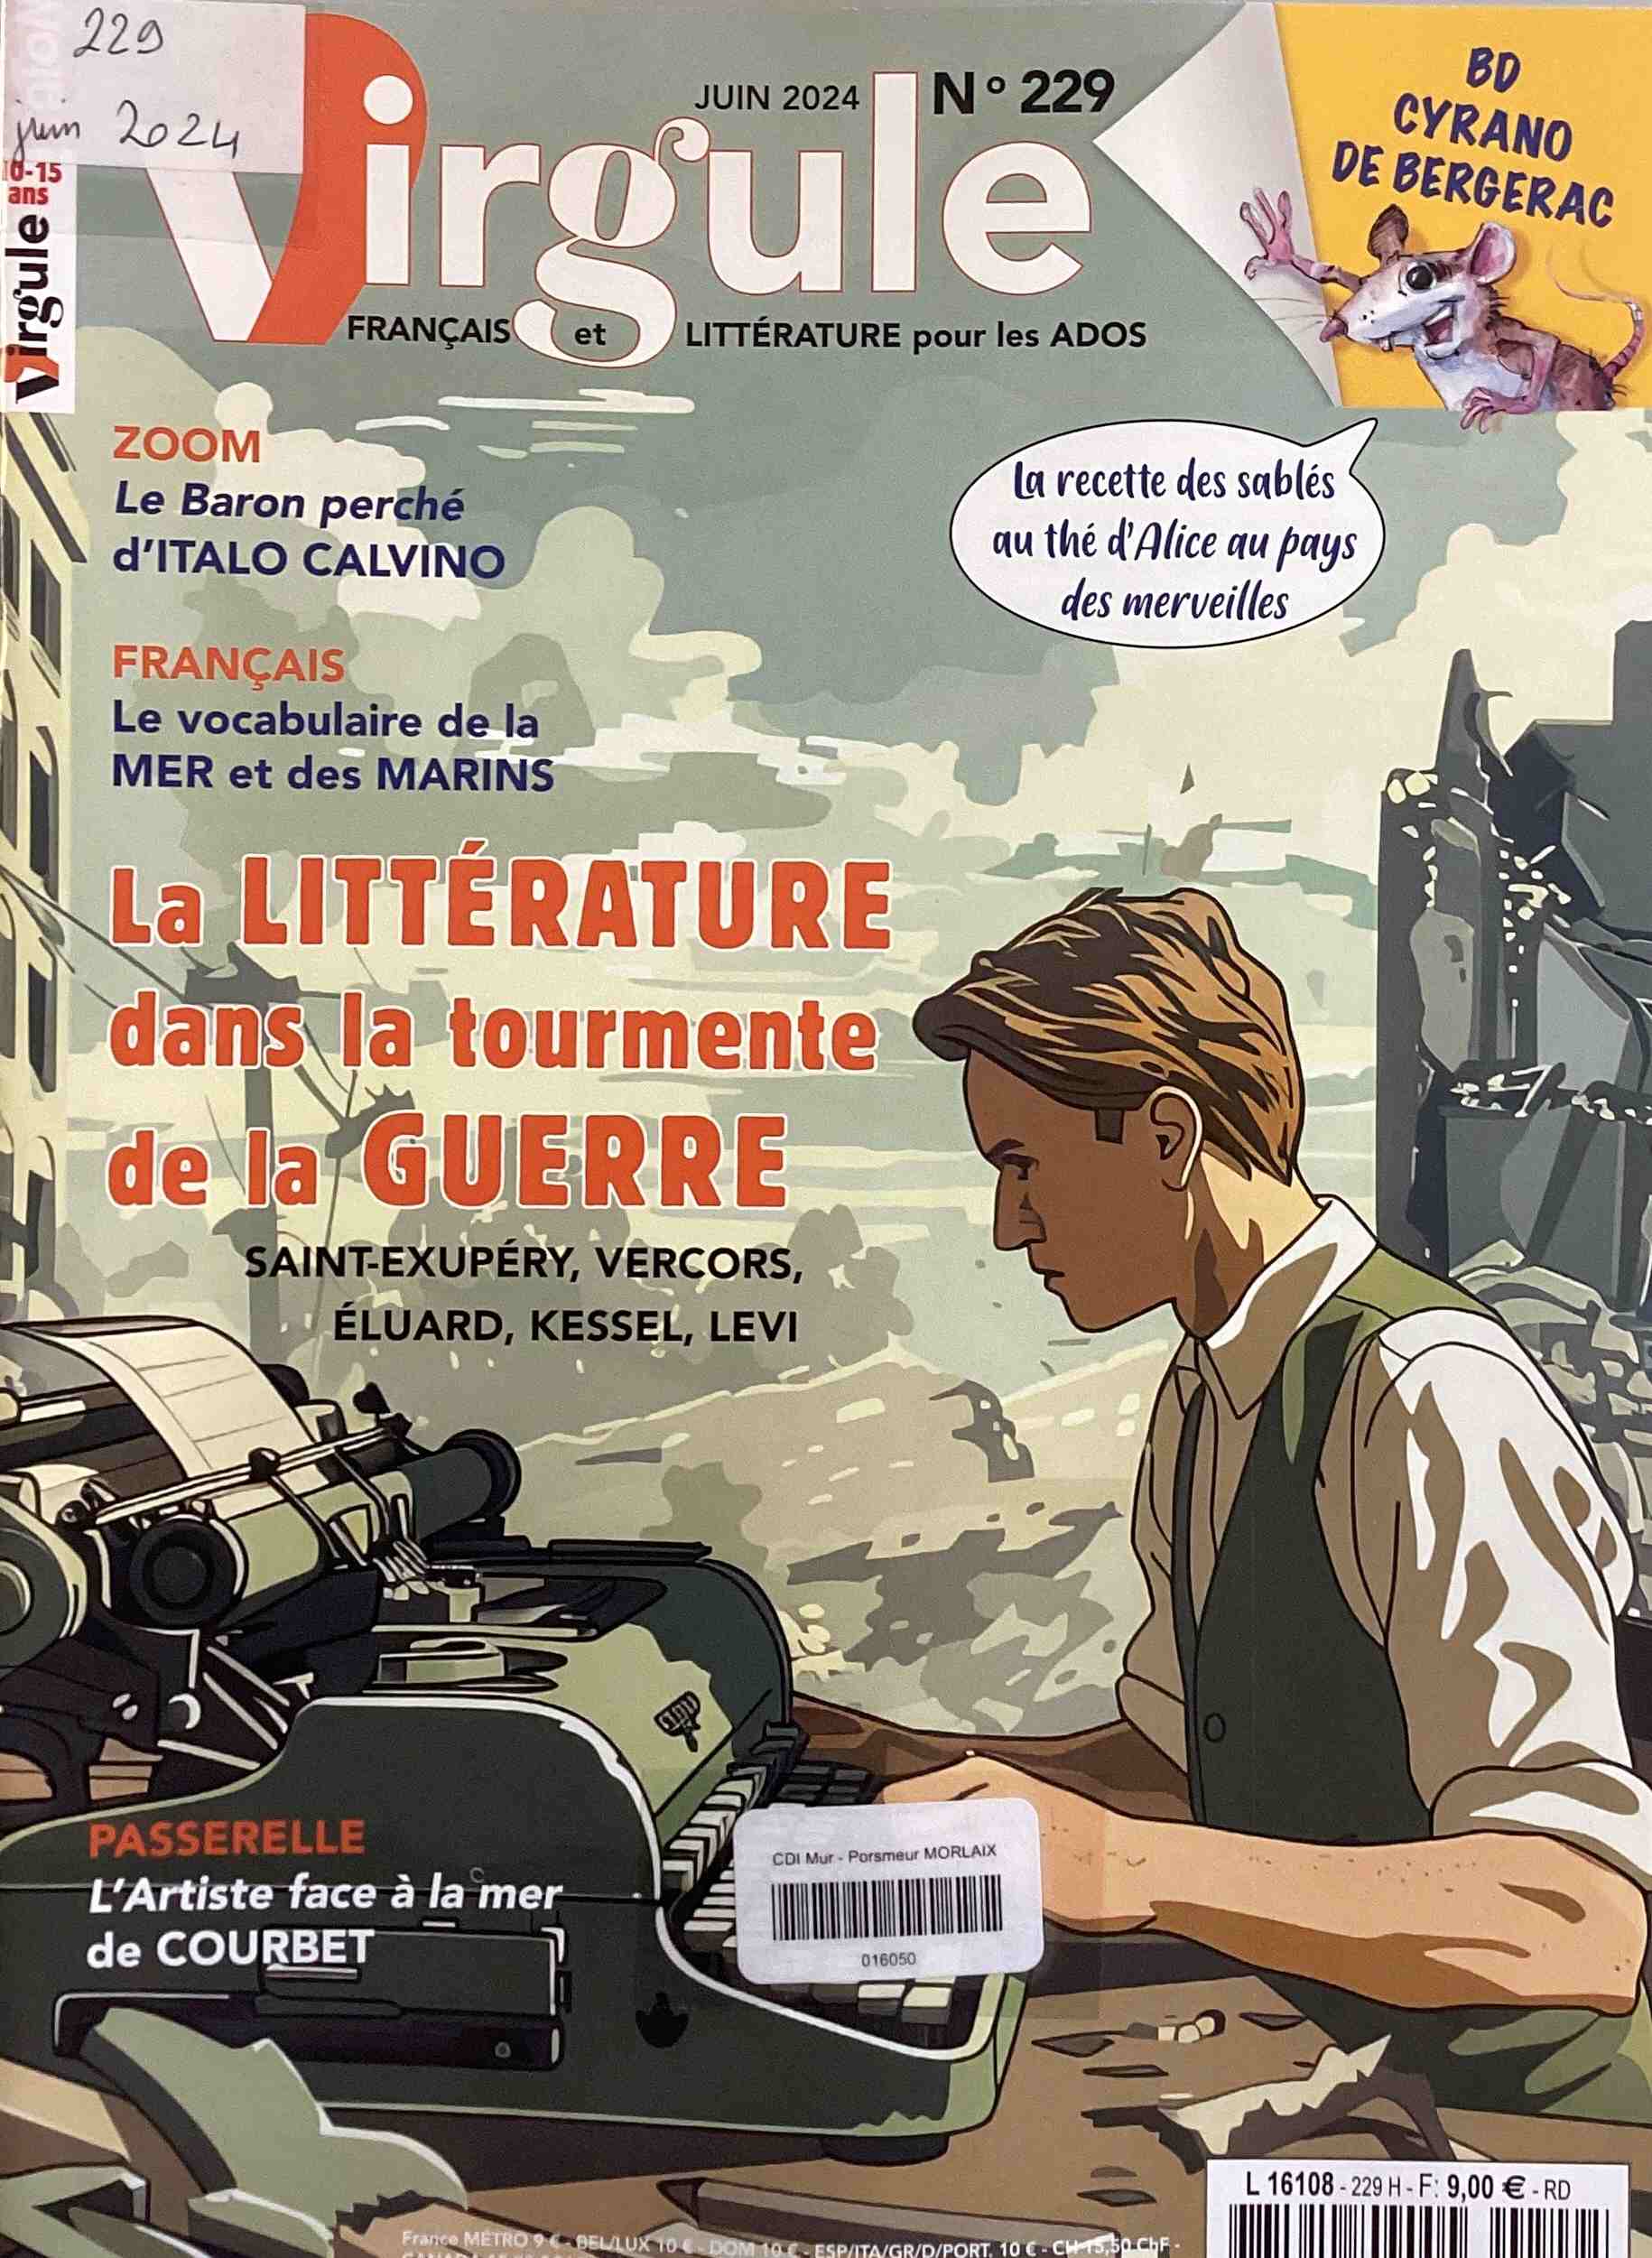 229
juin 2024
10-15
ans
Virgule
JUIN 2024
N° 229
Virgule
FRANÇAIS et LITTÉRATURE pour les ADOS
BD
CYRANO
DE BERGERAC
ZOOM
Le Baron perché
d'ITALO CALVINO
La recette des sablés
au thé d'Alice au pays
des merveilles
FRANÇAIS
Le vocabulaire de la
MER et des MARINS
La LITTÉRATURE
dans la tourmente
de la GUERRE
SAINT-EXUPÉRY, VERCORS,
ÉLUARD, KESSEL, LEVI
PASSERELLE
L'Artiste face à la mer
de COURBET
CDI Mur - Porsmeur MORLAIX
016050
L 16108 - 229 H - F: 9,00 € - RD
France MÉTRO 9 € - BEL/LUX 10 € - DOM 10 € - ESP/ITA/GR/D/PORT. 10 € - CH 15,50 ChF -